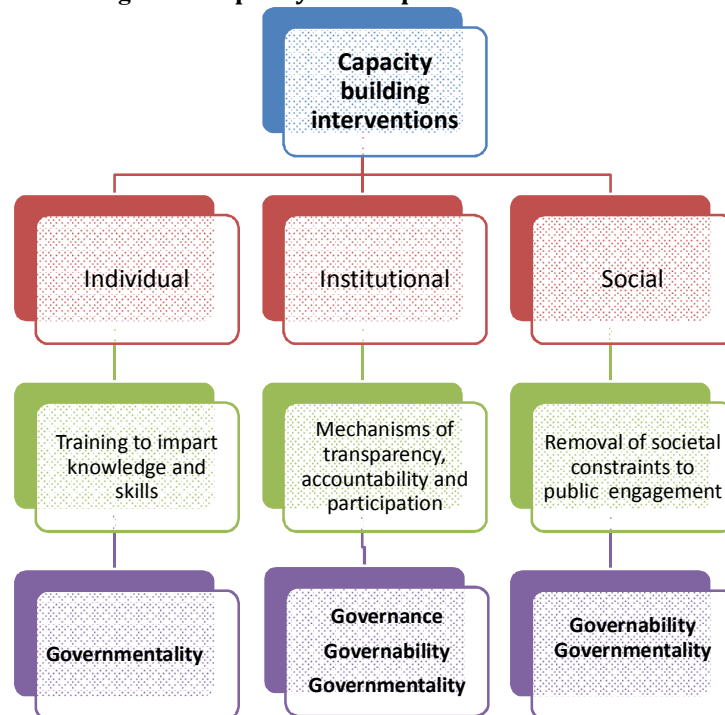 Capacity
building
interventions
Individual
Institutional
Social
Training to impart
knowledge and
skills
Mechanisms of
transparency,
accountability and
participation
Removal of societal
constraints to
public engagement
Governmentality
Governance
Governability
Governmentality
Governability
Governmentality